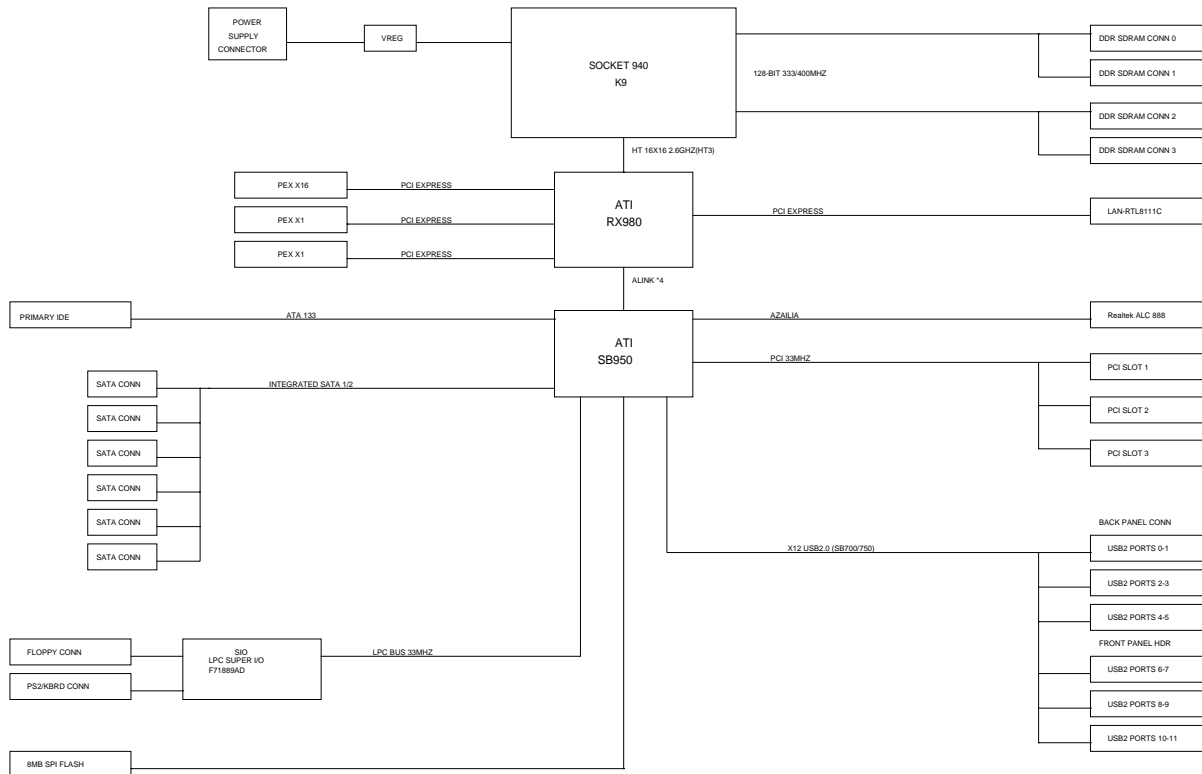 POWER
SUPPLY
CONNECTOR
VREG
SOCKET 940
K9
128-BIT 333/400MHZ
DDR SDRAM CONN 0
DDR SDRAM CONN 1
DDR SDRAM CONN 2
DDR SDRAM CONN 3
HT 16X16 2.6GHZ(HT3)
PEX X16
PCI EXPRESS
PEX X1
PCI EXPRESS
PEX X1
PCI EXPRESS
ATI
RX980
PCI EXPRESS
LAN-RTL8111C
ALINK *4
PRIMARY IDE
ATA 133
ATI
SB950
AZAILIA
Realtek ALC 888
PCI 33MHZ
PCI SLOT 1
PCI SLOT 2
PCI SLOT 3
INTEGRATED SATA 1/2
SATA CONN
SATA CONN
SATA CONN
SATA CONN
SATA CONN
SATA CONN
X12 USB2.0 (SB700/750)
BACK PANEL CONN
USB2 PORTS 0-1
USB2 PORTS 2-3
USB2 PORTS 4-5
FRONT PANEL HDR
USB2 PORTS 6-7
USB2 PORTS 8-9
USB2 PORTS 10-11
FLOPPY CONN
PS2/KBRD CONN
SIO
LPC SUPER I/O
F71889AD
LPC BUS 33MHZ
8MB SPI FLASH